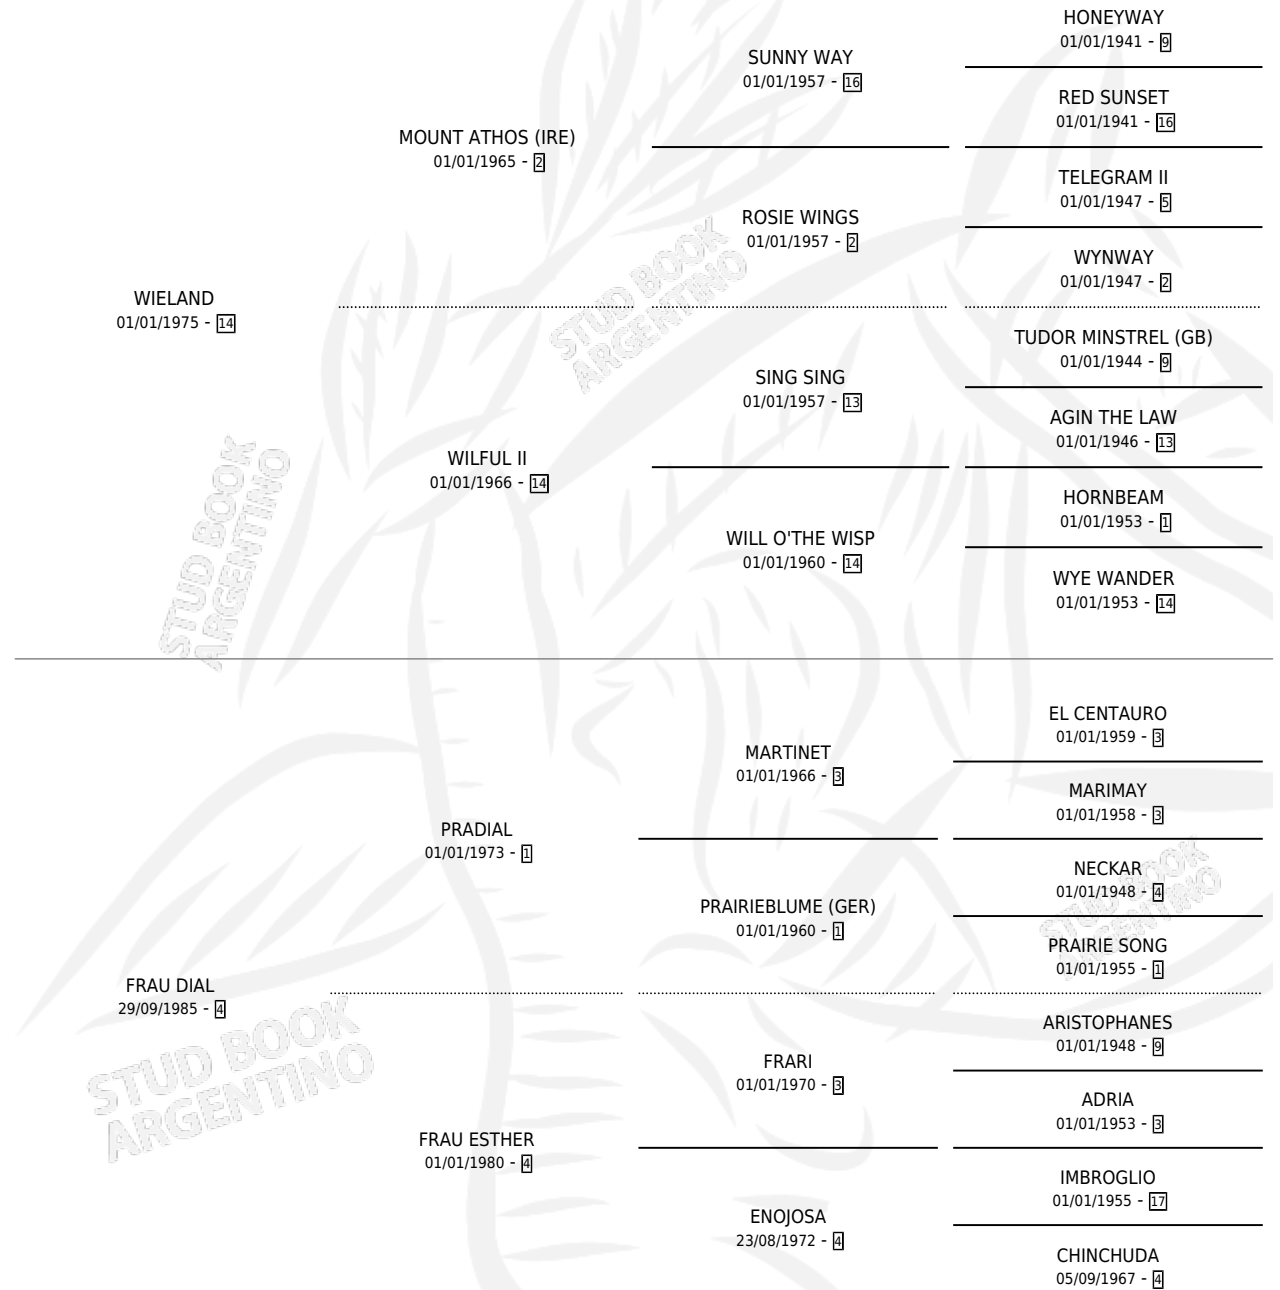 HONEYWAY
01/01/1941 - 9
SUNNY WAY
01/01/1957 - 16
RED SUNSET
01/01/1941 - 16
MOUNT ATHOS (IRE)
01/01/1965 - 2
TELEGRAM II
01/01/1947 - 5
ROSIE WINGS
01/01/1957 - 2
WYNWAY
01/01/1947 - 2
WIELAND
01/01/1975 - 14
TUDOR MINSTREL (GB)
01/01/1944 - 9
SING SING
01/01/1957 - 13
AGIN THE LAW
01/01/1946 - 13
WILFUL II
01/01/1966 - 14
HORNBEAM
01/01/1953 - 1
WILL O'THE WISP
01/01/1960 - 14
WYE WANDER
01/01/1953 - 14
EL CENTAURO
01/01/1959 - 3
MARTINET
01/01/1966 - 3
MARIMAY
01/01/1958 - 3
PRADIAL
01/01/1973 - 1
NECKAR
01/01/1948 - 4
PRAIRIEBLUME (GER)
01/01/1960 - 1
PRAIRIE SONG
01/01/1955 - 1
FRAU DIAL
29/09/1985 - 4
ARISTOPHANES
01/01/1948 - 9
FRARI
01/01/1970 - 3
ADRIA
01/01/1953 - 3
FRAU ESTHER
01/01/1980 - 4
IMBROGLIO
01/01/1955 - 17
ENOJOSA
23/08/1972 - 4
CHINCHUDA
05/09/1967 - 4
STUD BOOK
ARGENTINO
STUD BOOK
ARGENTINO
STUD BOOK
ARGENTINO
STUD BOOK
ARGENTINO